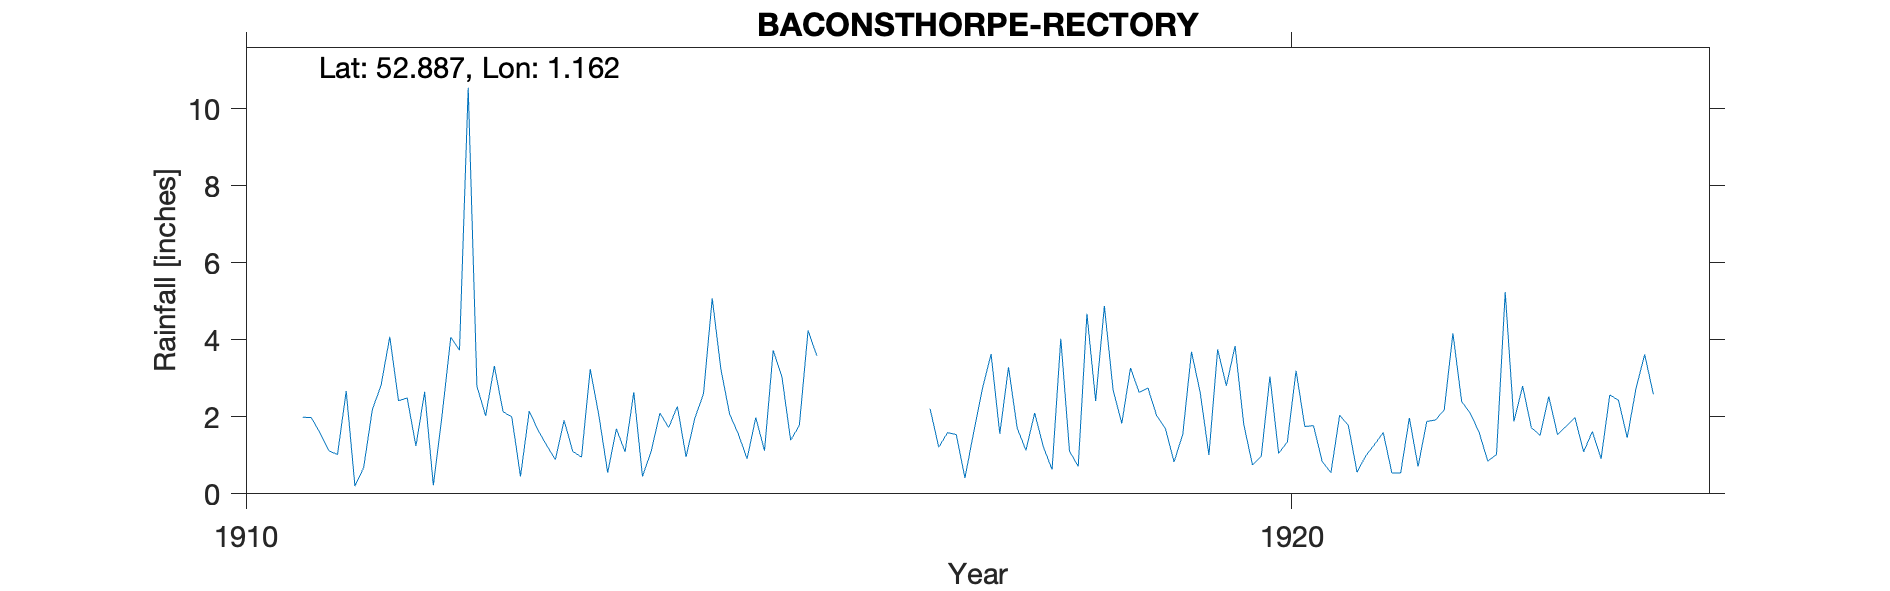 BACONSTHORPE-RECTORY
Lat: 52.887, Lon: 1.162
10
8
6
4
2
0
Rainfall [inches]
1910
1920
Year